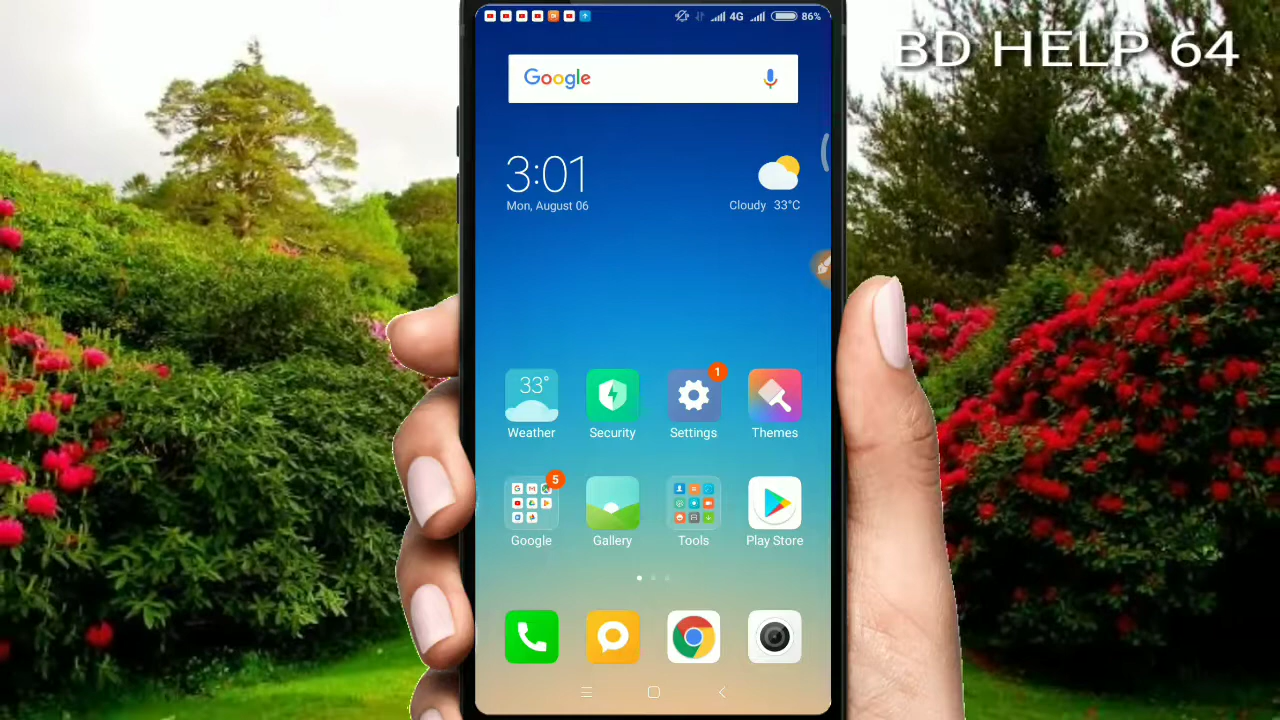 4G 86%
BD HELP 64
Google
3:01
Mon, August 06
Cloudy 33°C
33°
1
Weather Security Settings Themes
5
Google Gallery Tools Play Store